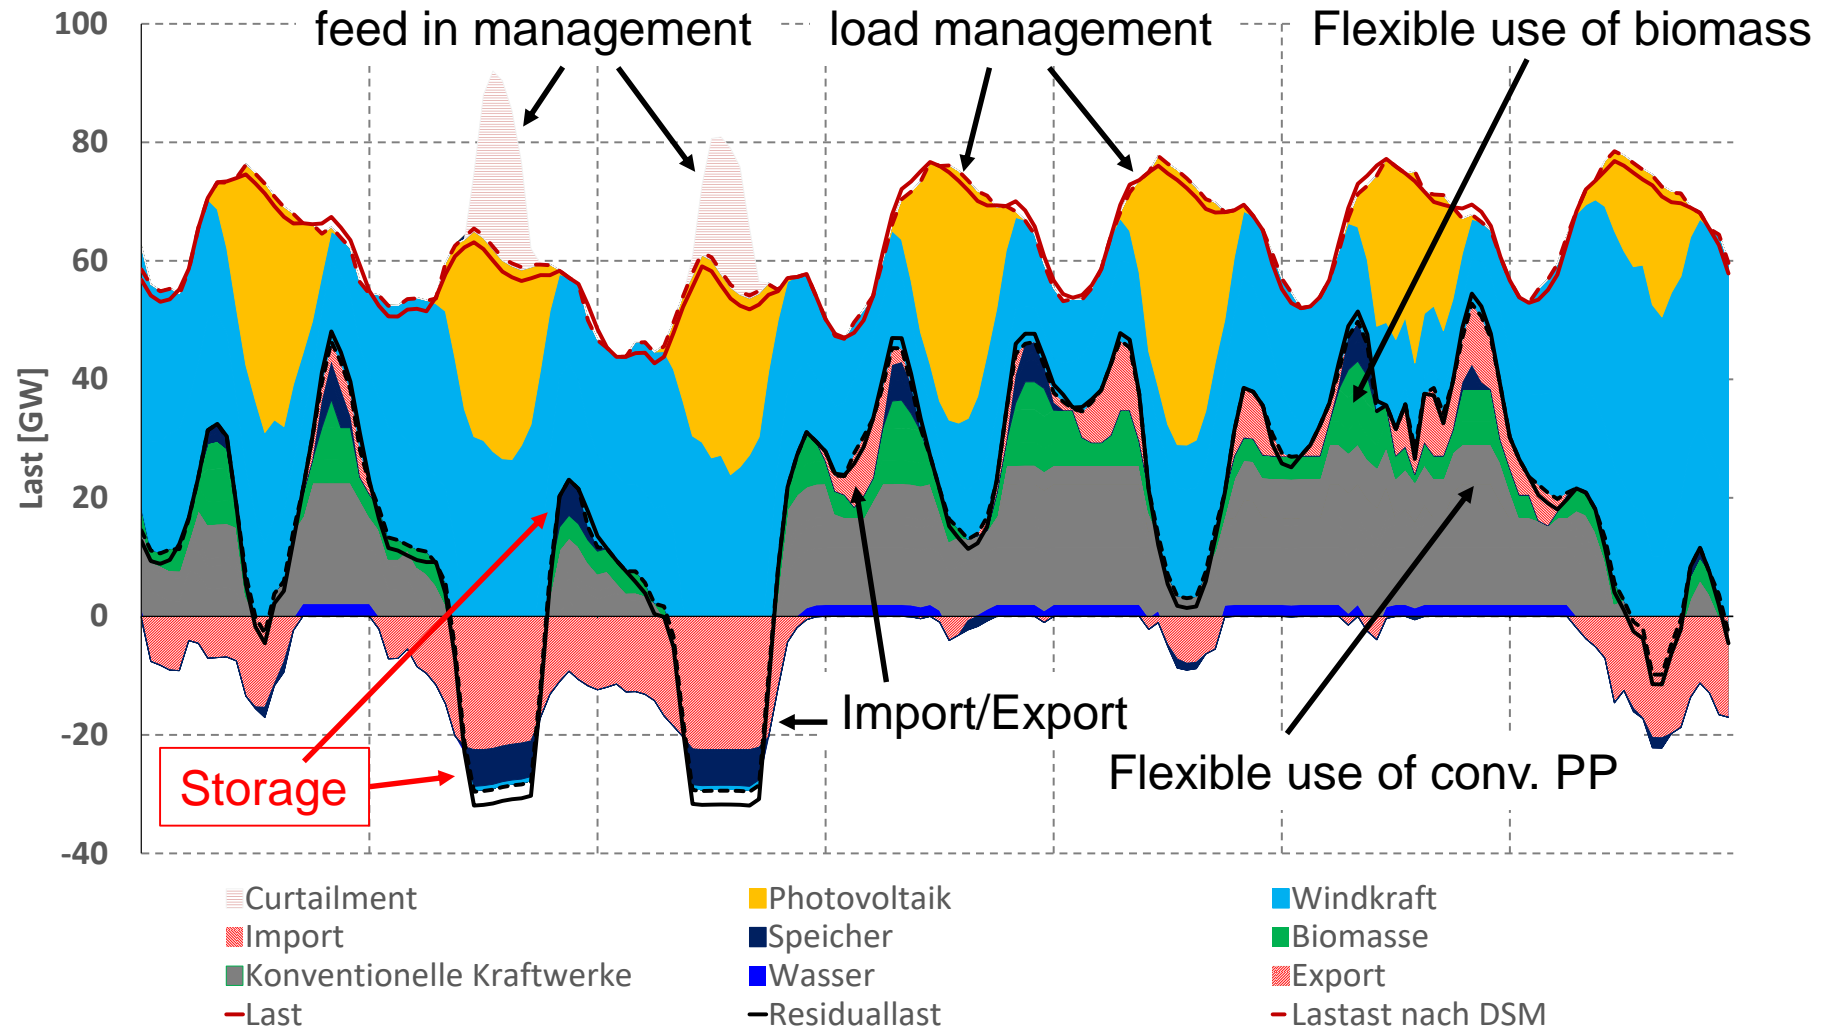 100
feed in management
load management
Flexible use of biomass
80
60
40
20
0
-20
-40
Last [GW]
Import/Export
Storage
Flexible use of conv. PP
Curtailment
Photovoltaik
Windkraft
Import
Speicher
Biomasse
Konventionelle Kraftwerke
Wasser
Export
Last
Residuallast
Lastast nach DSM